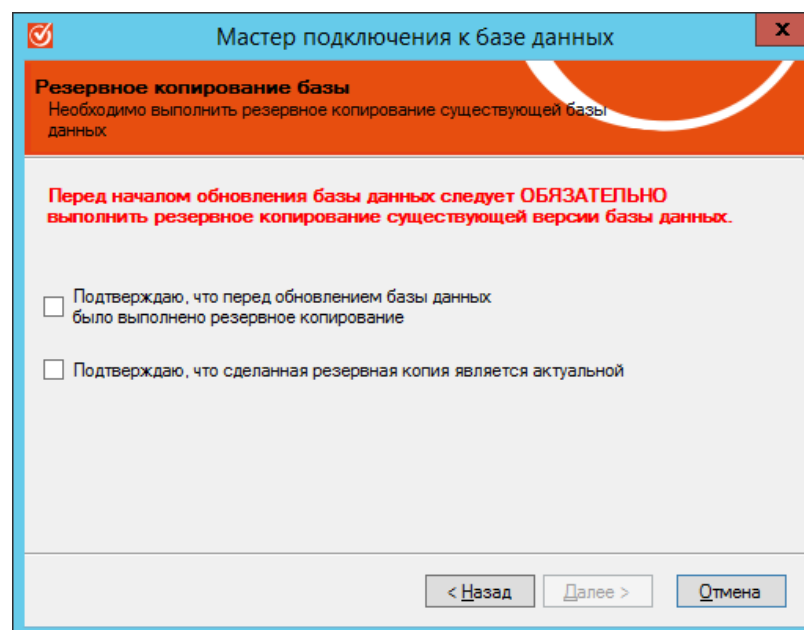 Мастер подключения к базе данных
x
Резервное копирование базы
Необходимо выполнить резервное копирование существующей базы
данных
Перед началом обновления базы данных следует ОБЯЗАТЕЛЬНО
выполнить резервное копирование существующей версии базы данных.
Подтверждаю, что перед обновлением базы данных
было выполнено резервное копирование
Подтверждаю, что сделанная резервная копия является актуальной
< Назад
Далее >
Отмена